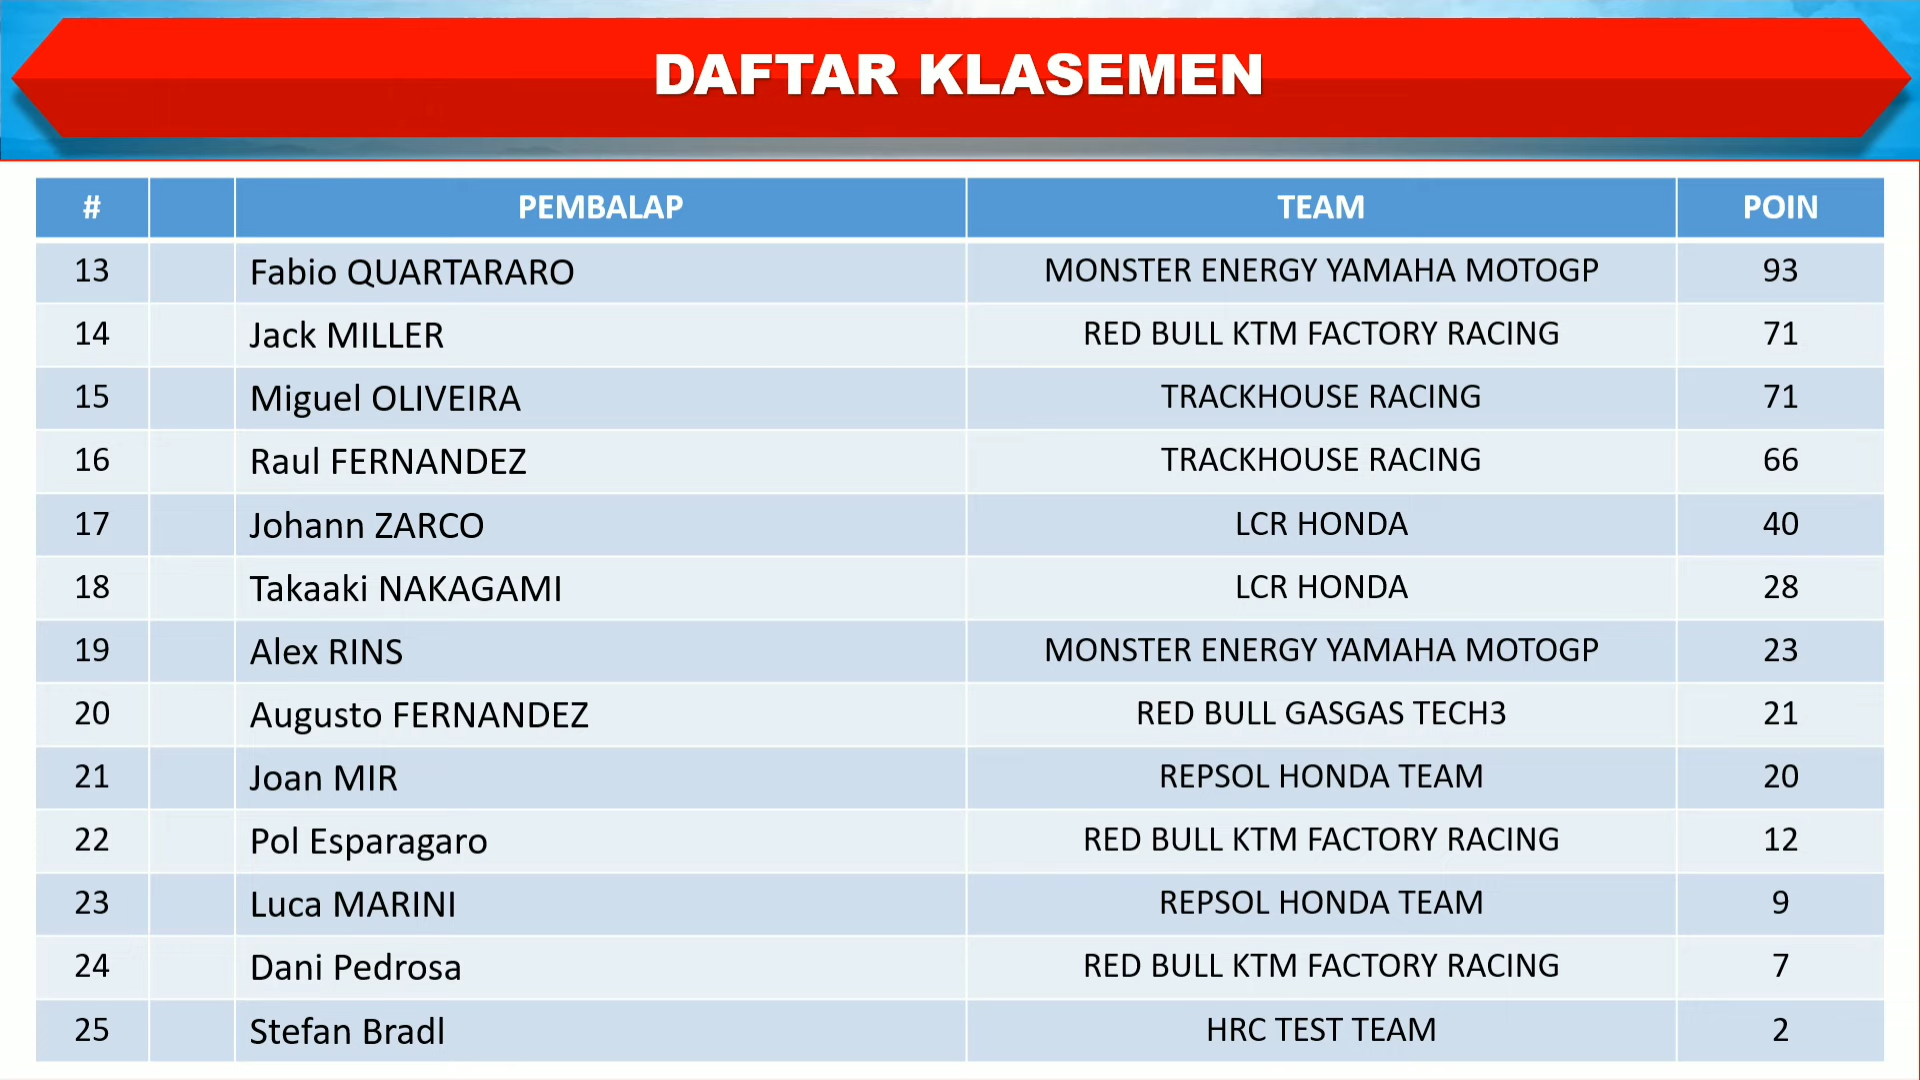 DAFTAR KLASEMEN
# PEMBALAP TEAM POIN
13 Fabio QUARTARARO MONSTER ENERGY YAMAHA MOTOGP 93
14 Jack MILLER RED BULL KTM FACTORY RACING 71
15 Miguel OLIVEIRA TRACKHOUSE RACING 71
16 Raul FERNANDEZ TRACKHOUSE RACING 66
17 Johann ZARCO LCR HONDA 40
18 Takaaki NAKAGAMI LCR HONDA 28
19 Alex RINS MONSTER ENERGY YAMAHA MOTOGP 23
20 Augusto FERNANDEZ RED BULL GASGAS TECH3 21
21 Joan MIR REPSOL HONDA TEAM 20
22 Pol Esparagaro RED BULL KTM FACTORY RACING 12
23 Luca MARINI REPSOL HONDA TEAM 9
24 Dani Pedrosa RED BULL KTM FACTORY RACING 7
25 Stefan Bradl HRC TEST TEAM 2